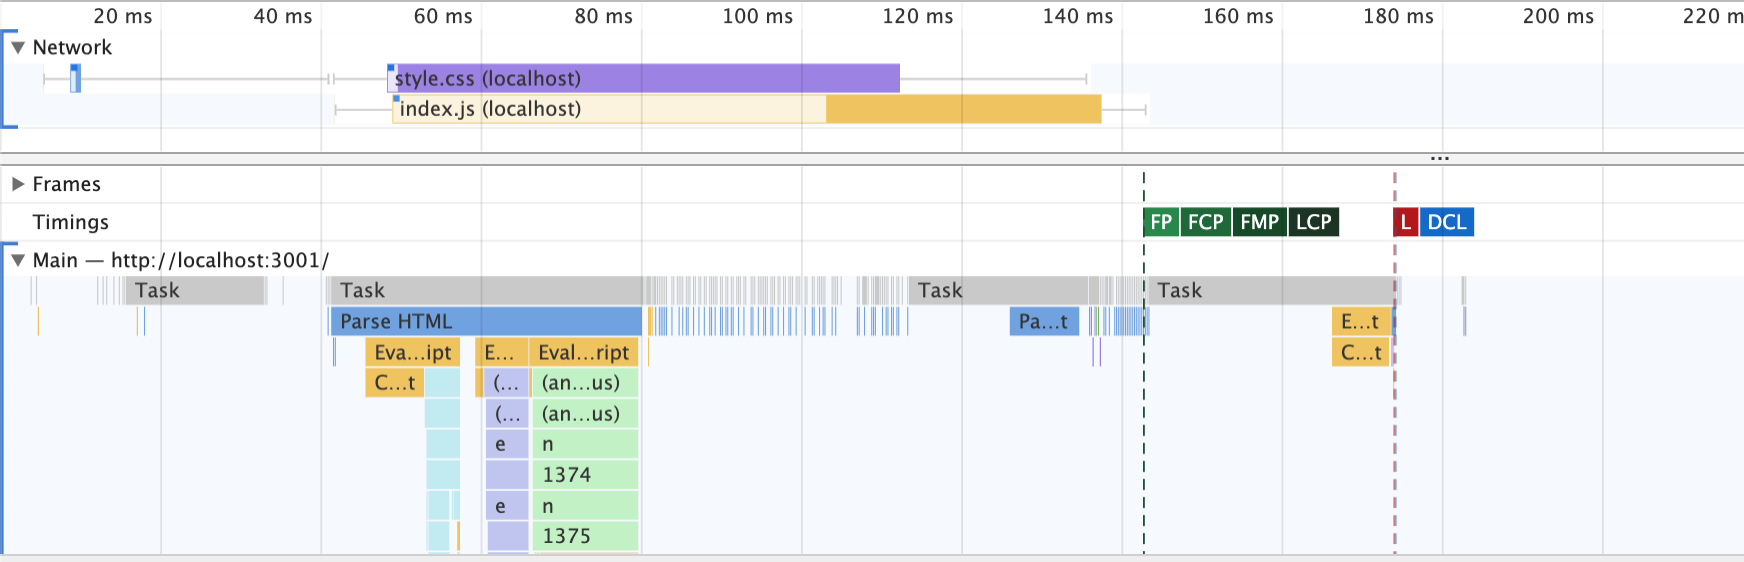 20 ms 40 ms 60 ms 80 ms 100 ms 120 ms 140 ms 160 ms 180 ms 200 ms 220 m
▼ Network
style.css (localhost)
index.js (localhost)
...
▶ Frames
Timings FP FCP FMP LCP L DCL
▼ Main — http://localhost:3001/
Task Task Task Task
Parse HTML Pa...t E...t
Eva...ipt E... Eval...ript C...t
C...t (... (an...us)
(... (an...us)
e n
1374
e n
1375